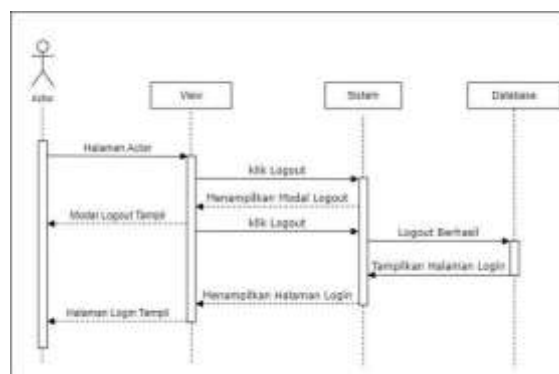 Actor
View
Sistem
Database
Halaman Actor
klik Logout
Menampilkan Modal Logout
Modal Logout Tampil
klik Logout
Logout Berhasil
Tampilkan Halaman Login
Menampilkan Halaman Login
Halaman Login Tampil